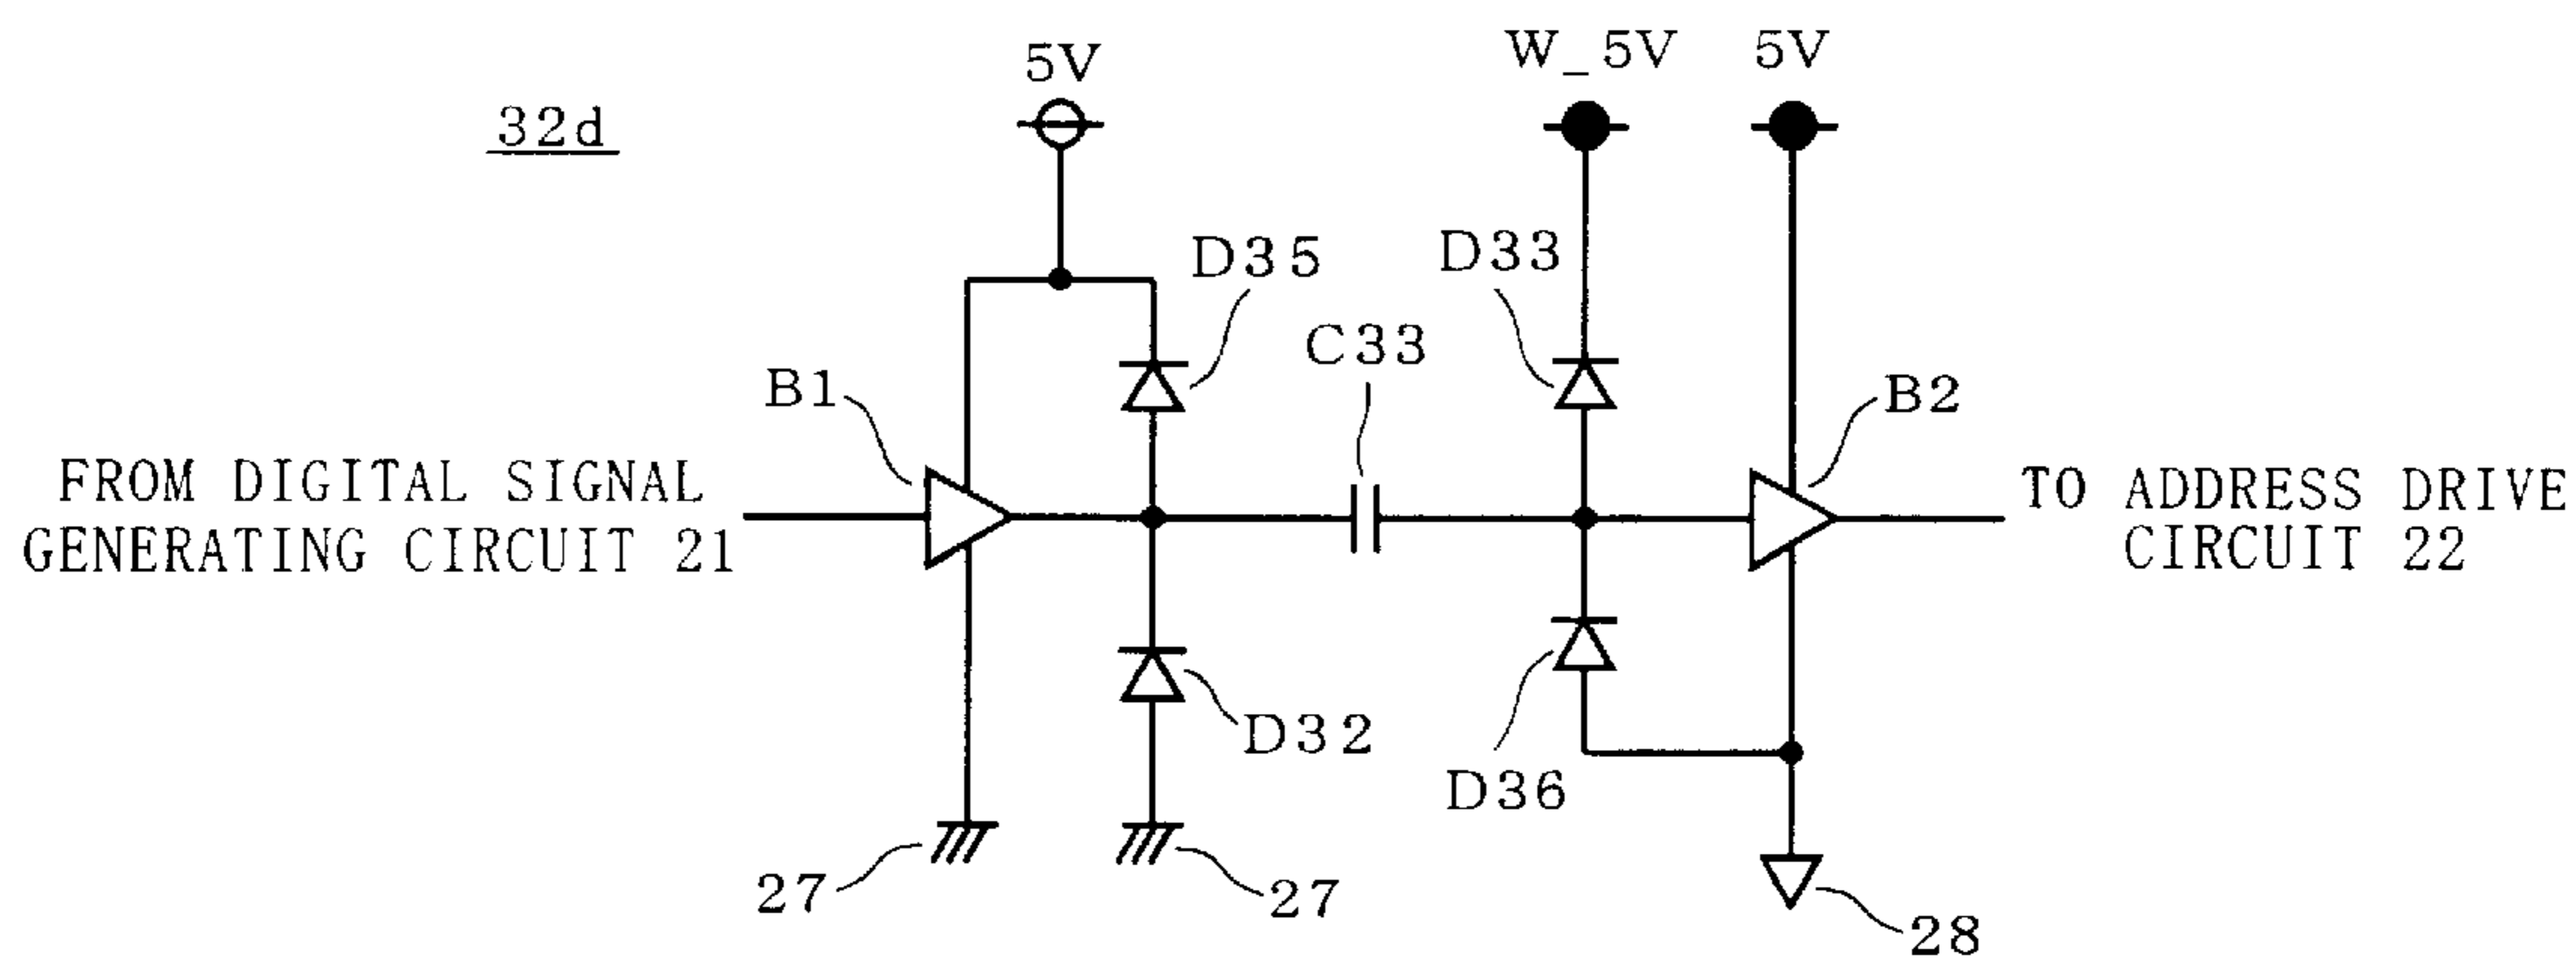 32d
5V
W_5V
5V
D35
D33
C33
B1
B2
FROM DIGITAL SIGNAL
GENERATING CIRCUIT 21
TO ADDRESS DRIVE
CIRCUIT 22
D32
D36
27
27
28